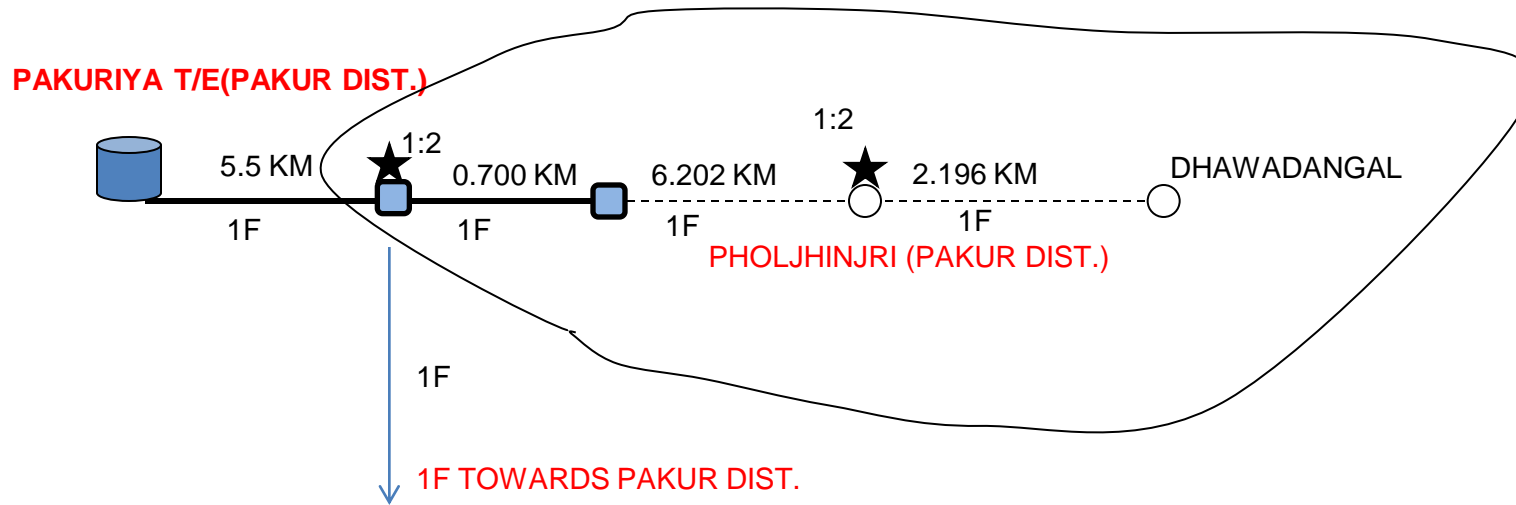 PAKURIYA T/E(PAKUR DIST.)
1:2
1:2
5.5 KM
0.700 KM
6.202 KM
2.196 KM
DHAWADANGAL
1F
1F
1F
1F
PHOLJHINJRI (PAKUR DIST.)
1F
1F TOWARDS PAKUR DIST.